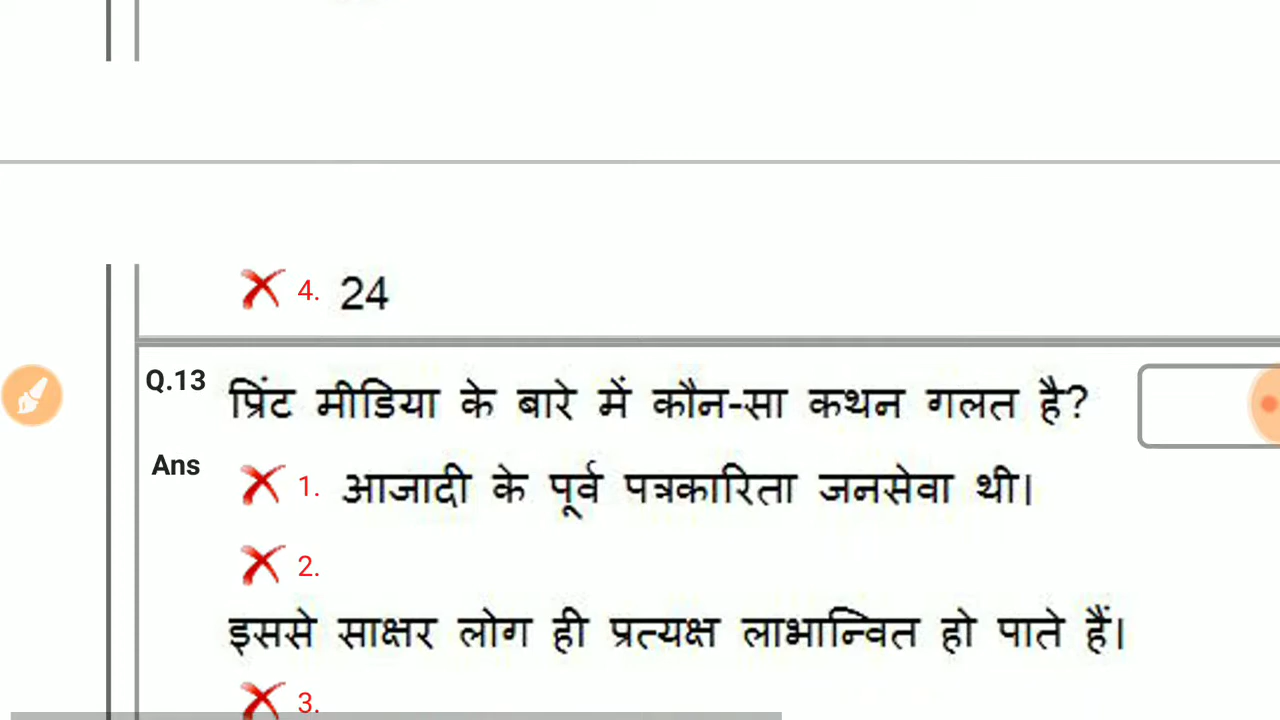 4. 24
Q.13 प्रिंट मीडिया के बारे में कौन-सा कथन गलत है?
Ans 1. आजादी के पूर्व पत्रकारिता जनसेवा थी।
2.
इससे साक्षर लोग ही प्रत्यक्ष लाभान्वित हो पाते हैं।
3.